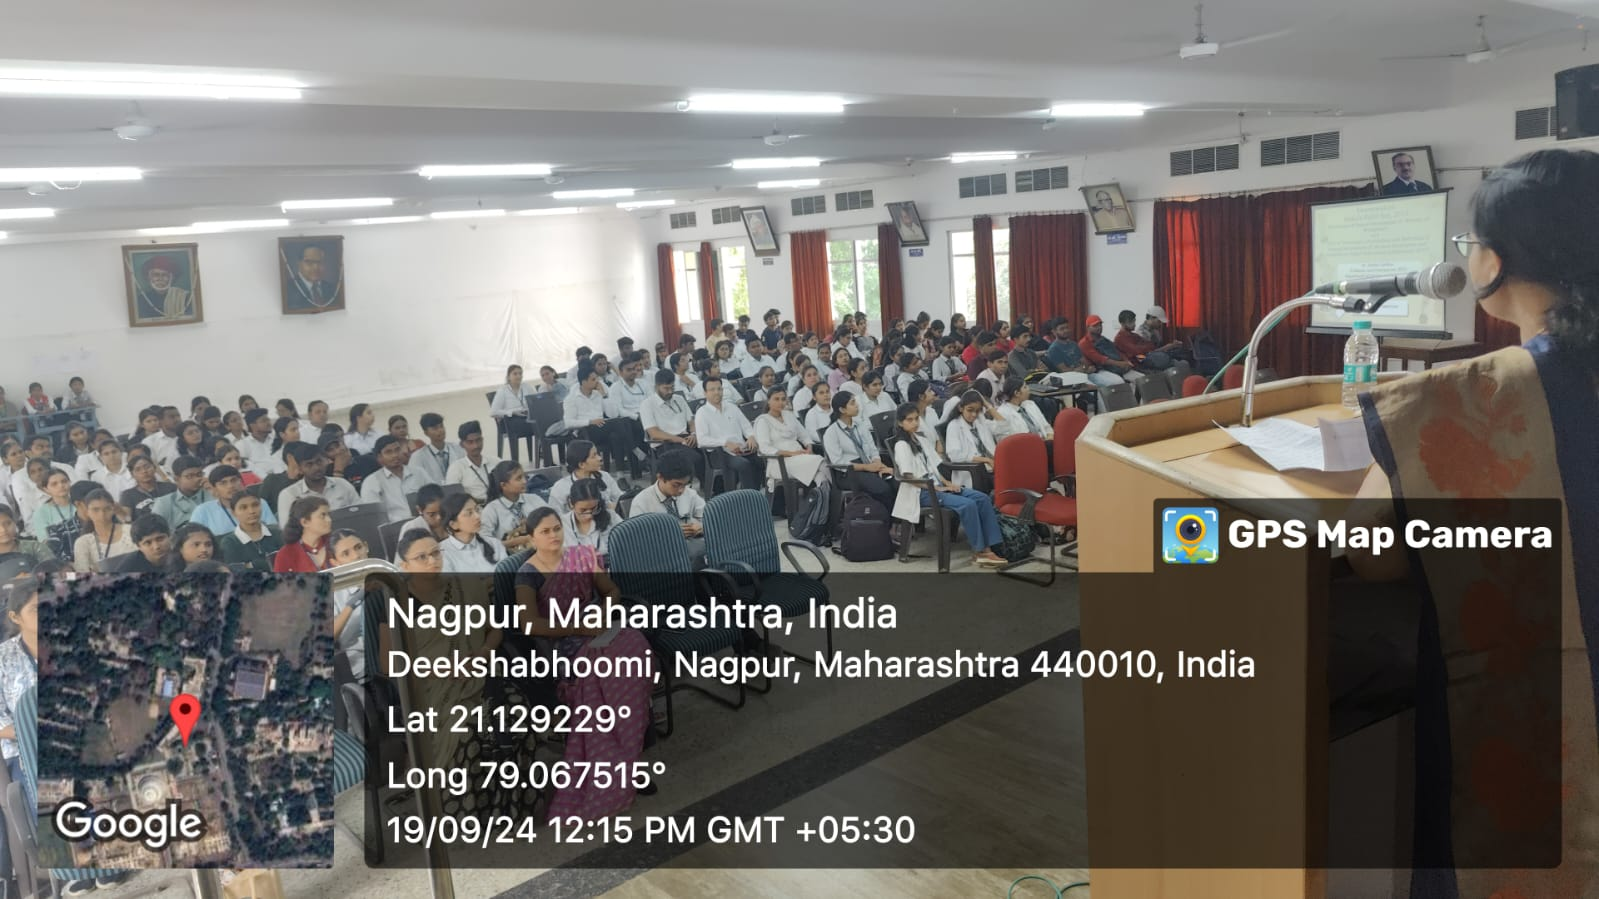 GPS Map Camera
Nagpur, Maharashtra, India
Deekshabhoomi, Nagpur, Maharashtra 440010, India
Lat 21.129229°
Long 79.067515°
19/09/24 12:15 PM GMT +05:30
Google